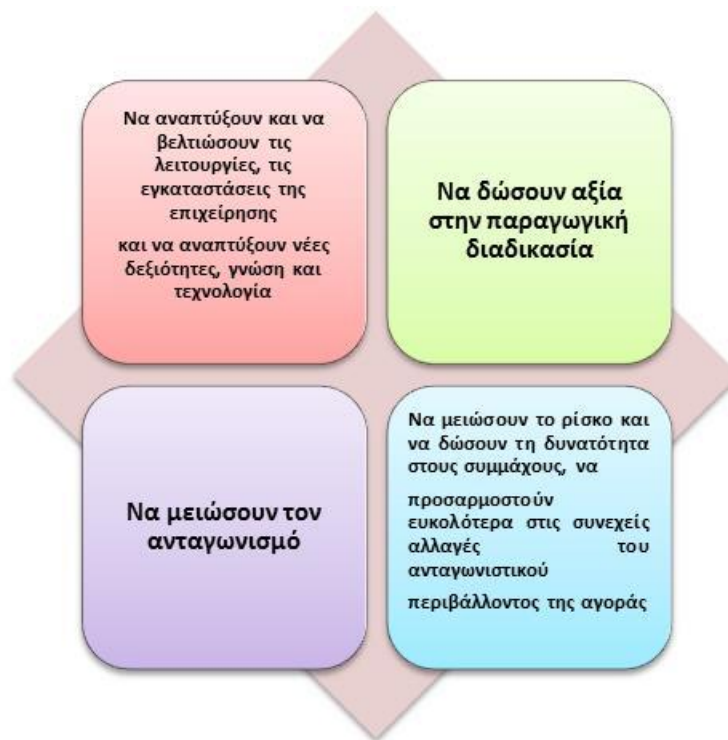 Να αναπτύξουν και να
βελτιώσουν τις
λειτουργίες, τις
εγκαταστάσεις της
επιχείρησης
και να αναπτύξουν νέες
δεξιότητες, γνώση και
τεχνολογία
Να δώσουν αξία
στην παραγωγική
διαδικασία
Να μειώσουν τον
ανταγωνισμό
Να μειώσουν το ρίσκο και
να δώσουν τη δυνατότητα
στους συμμάχους, να
προσαρμοστούν
ευκολότερα στις συνεχείς
αλλαγές του
ανταγωνιστικού
περιβάλλοντος της αγοράς